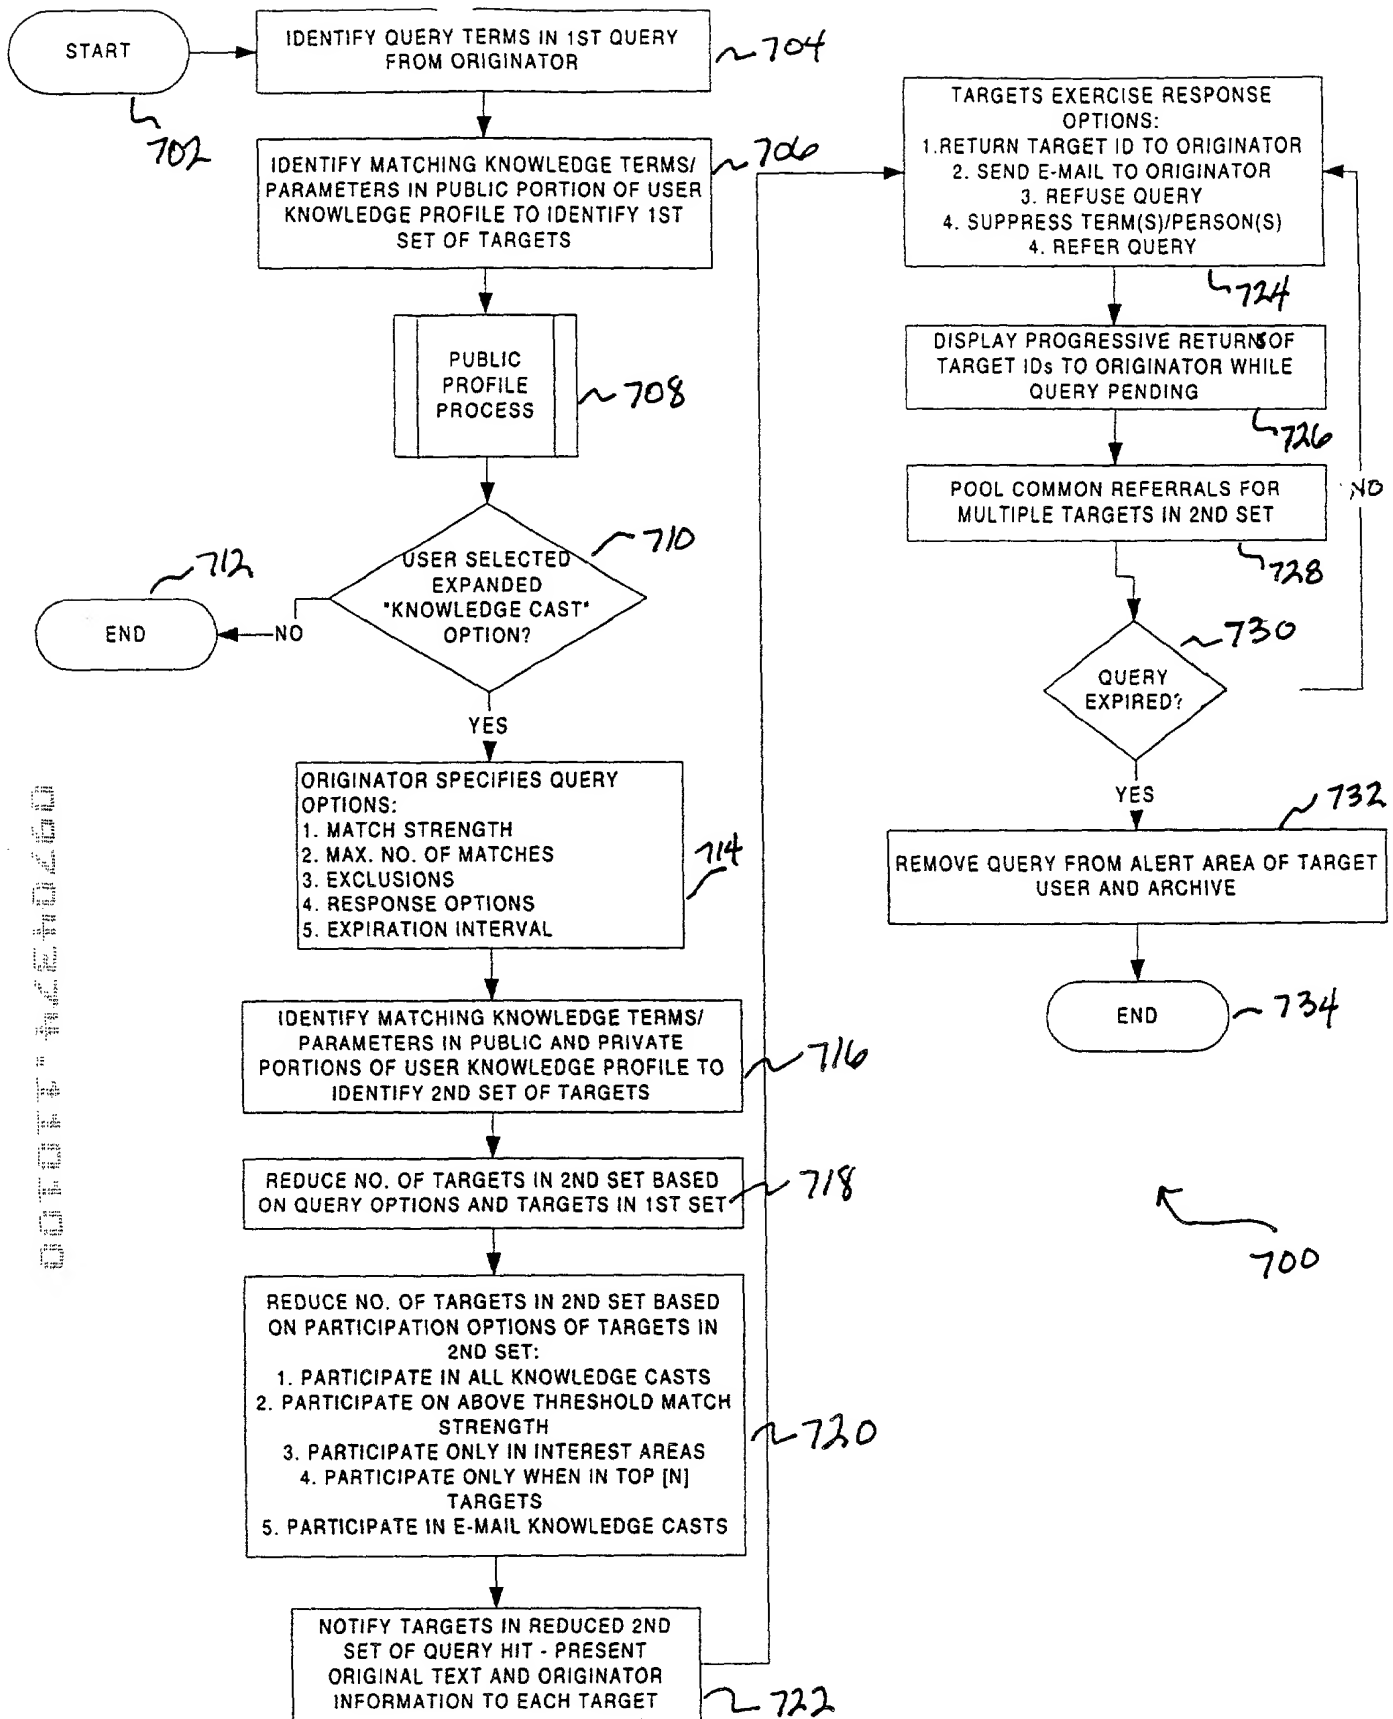 START
702
IDENTIFY QUERY TERMS IN 1ST QUERY
FROM ORIGINATOR
704
IDENTIFY MATCHING KNOWLEDGE TERMS/
PARAMETERS IN PUBLIC PORTION OF USER
KNOWLEDGE PROFILE TO IDENTIFY 1ST
SET OF TARGETS
706
PUBLIC
PROFILE
PROCESS
708
USER SELECTED
EXPANDED
"KNOWLEDGE CAST"
OPTION?
710
NO
712
END
YES
ORIGINATOR SPECIFIES QUERY
OPTIONS:
1. MATCH STRENGTH
2. MAX. NO. OF MATCHES
3. EXCLUSIONS
4. RESPONSE OPTIONS
5. EXPIRATION INTERVAL
714
IDENTIFY MATCHING KNOWLEDGE TERMS/
PARAMETERS IN PUBLIC AND PRIVATE
PORTIONS OF USER KNOWLEDGE PROFILE TO
IDENTIFY 2ND SET OF TARGETS
716
REDUCE NO. OF TARGETS IN 2ND SET BASED
ON QUERY OPTIONS AND TARGETS IN 1ST SET
718
REDUCE NO. OF TARGETS IN 2ND SET BASED
ON PARTICIPATION OPTIONS OF TARGETS IN
2ND SET:
1. PARTICIPATE IN ALL KNOWLEDGE CASTS
2. PARTICIPATE ON ABOVE THRESHOLD MATCH
STRENGTH
3. PARTICIPATE ONLY IN INTEREST AREAS
4. PARTICIPATE ONLY WHEN IN TOP [N]
TARGETS
5. PARTICIPATE IN E-MAIL KNOWLEDGE CASTS
720
NOTIFY TARGETS IN REDUCED 2ND
SET OF QUERY HIT - PRESENT
ORIGINAL TEXT AND ORIGINATOR
INFORMATION TO EACH TARGET
722
TARGETS EXERCISE RESPONSE
OPTIONS:
1.RETURN TARGET ID TO ORIGINATOR
2. SEND E-MAIL TO ORIGINATOR
3. REFUSE QUERY
4. SUPPRESS TERM(S)/PERSON(S)
4. REFER QUERY
724
DISPLAY PROGRESSIVE RETURNS OF
TARGET IDs TO ORIGINATOR WHILE
QUERY PENDING
726
POOL COMMON REFERRALS FOR
MULTIPLE TARGETS IN 2ND SET
728
QUERY
EXPIRED?
730
NO
YES
REMOVE QUERY FROM ALERT AREA OF TARGET
USER AND ARCHIVE
732
END
734
700